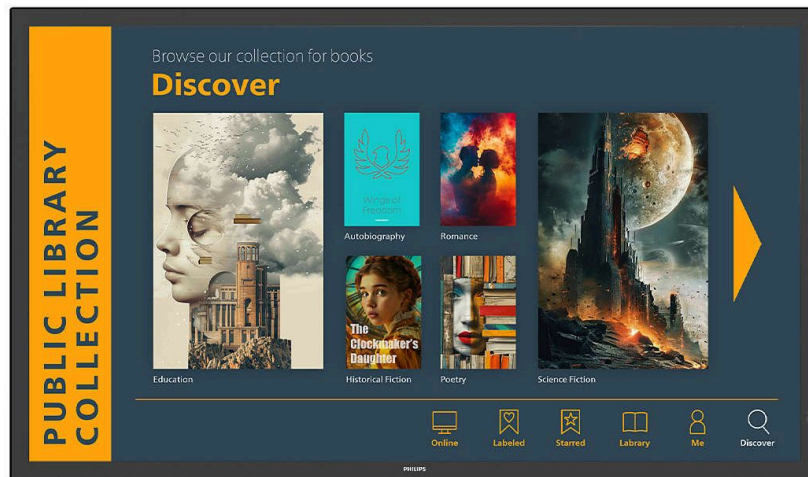 PUBLIC LIBRARY
COLLECTION
Browse our collection for books
Discover
Wings of
Freedom
Autobiography
Romance
The
Clockmaker's
Daughter
Education
Historical Fiction
Poetry
Science Fiction
Online
Labeled
Starred
Library
Me
Discover
PHILIPS